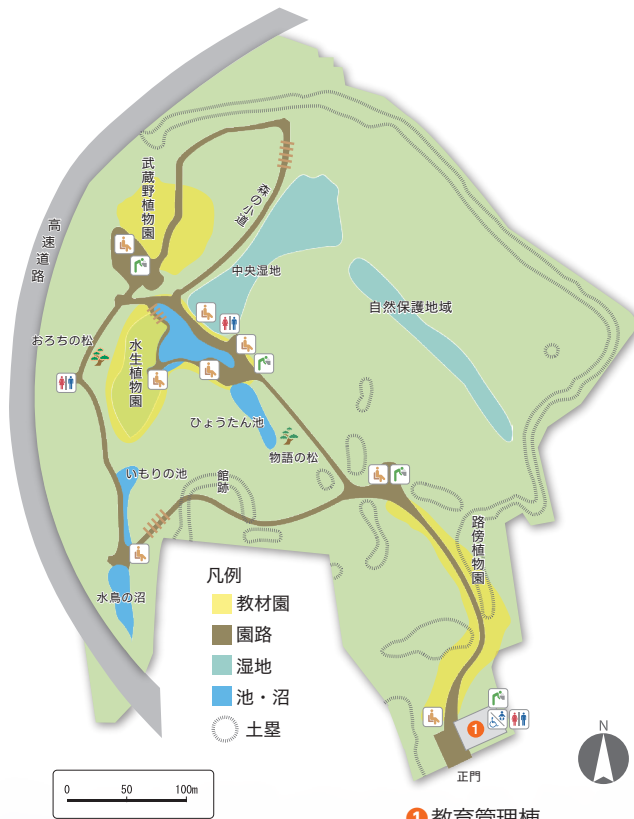 武蔵野植物園
高速道路
森の小道
中央湿地
自然保護地域
おろちの松
水生植物園
ひょうたん池
物語の松
いもりの池
館跡
路傍植物園
水鳥の沼
凡例
教材園
園路
湿地
池・沼
土塁
1
正門
N
0 50 100m
1 教育管理棟